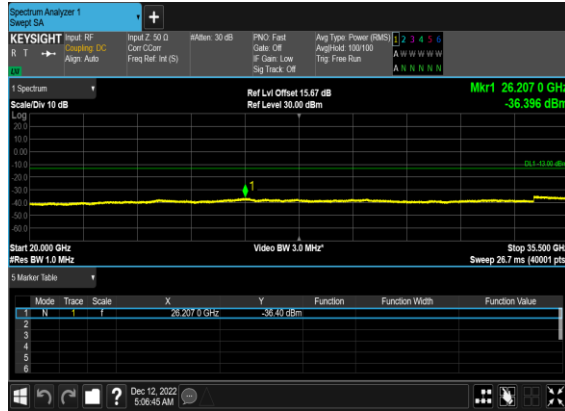 Spectrum Analyzer 1
Swept SA
+
KEYSIGHT Input: RF Input Z: 50 Ω #Atten: 30 dB PNO: Fast Avg Type: Power (RMS) 1 2 3 4 5 6
R T Coupling: DC Corr CCorr Gate: Off Avg|Hold: 100/100 A W W W W W
Align: Auto Freq Ref: Int (S) IF Gain: Low Trig: Free Run
Sig Track: Off A N N N N N
1 Spectrum
Scale/Div 10 dB Ref Lvl Offset 15.67 dB Mkr1 26.207 0 GHz
Ref Level 30.00 dBm -36.396 dBm
Log
20.0
10.0
0.00
-10.0 DL1 -13.00 dBm
-20.0
-30.0 1
-40.0
-50.0
-60.0
Start 20.000 GHz Video BW 3.0 MHz* Stop 35.500 GHz
#Res BW 1.0 MHz Sweep 26.7 ms (40001 pts)
5 Marker Table
Mode Trace Scale X Y Function Function Width Function Value
1 N 1 f 26.207 0 GHz -36.40 dBm
2
3
4
5
6
? Dec 12, 2022
5:06:45 AM